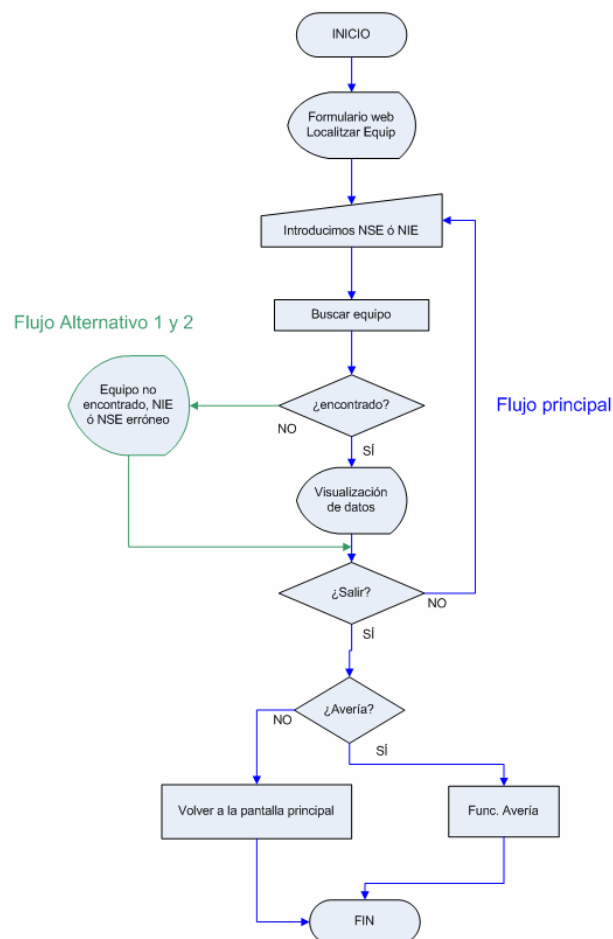 INICIO
Formulario web
Localitzar Equip
Introducimos NSE ó NIE
Buscar equipo
Flujo Alternativo 1 y 2
Equipo no
encontrado, NIE
ó NSE erróneo
¿encontrado?
Flujo principal
NO
SÍ
Visualización
de datos
¿Salir?
NO
SÍ
¿Avería?
NO
SÍ
Volver a la pantalla principal
Func. Avería
FIN